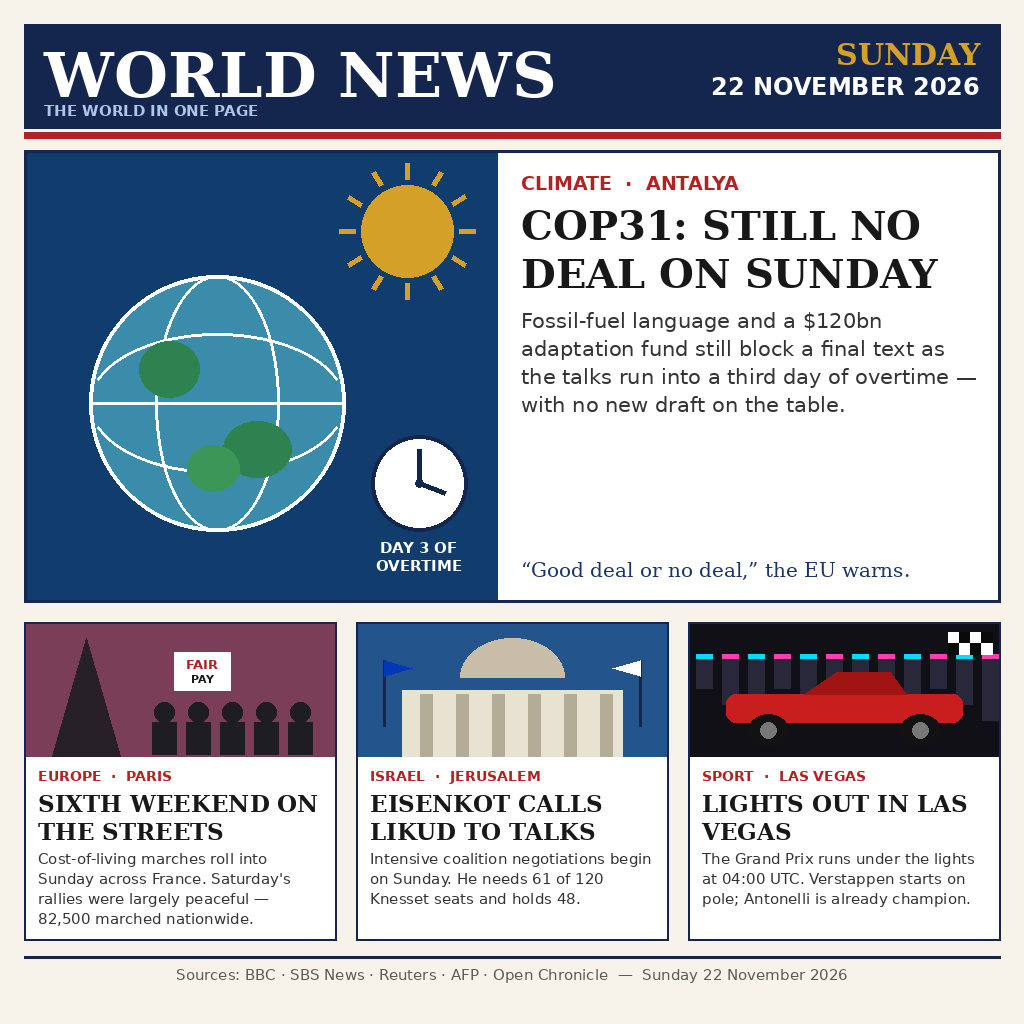 WORLD NEWS
THE WORLD IN ONE PAGE
SUNDAY
22 NOVEMBER 2026
DAY 3 OF
OVERTIME
CLIMATE · ANTALYA
COP31: STILL NO
DEAL ON SUNDAY
Fossil-fuel language and a $120bn
adaptation fund still block a final text as
the talks run into a third day of overtime —
with no new draft on the table.
“Good deal or no deal,” the EU warns.
FAIR
PAY
EUROPE · PARIS
SIXTH WEEKEND ON
THE STREETS
Cost-of-living marches roll into
Sunday across France. Saturday's
rallies were largely peaceful —
82,500 marched nationwide.
ISRAEL · JERUSALEM
EISENKOT CALLS
LIKUD TO TALKS
Intensive coalition negotiations begin
on Sunday. He needs 61 of 120
Knesset seats and holds 48.
SPORT · LAS VEGAS
LIGHTS OUT IN LAS
VEGAS
The Grand Prix runs under the lights
at 04:00 UTC. Verstappen starts on
pole; Antonelli is already champion.
Sources: BBC · SBS News · Reuters · AFP · Open Chronicle — Sunday 22 November 2026